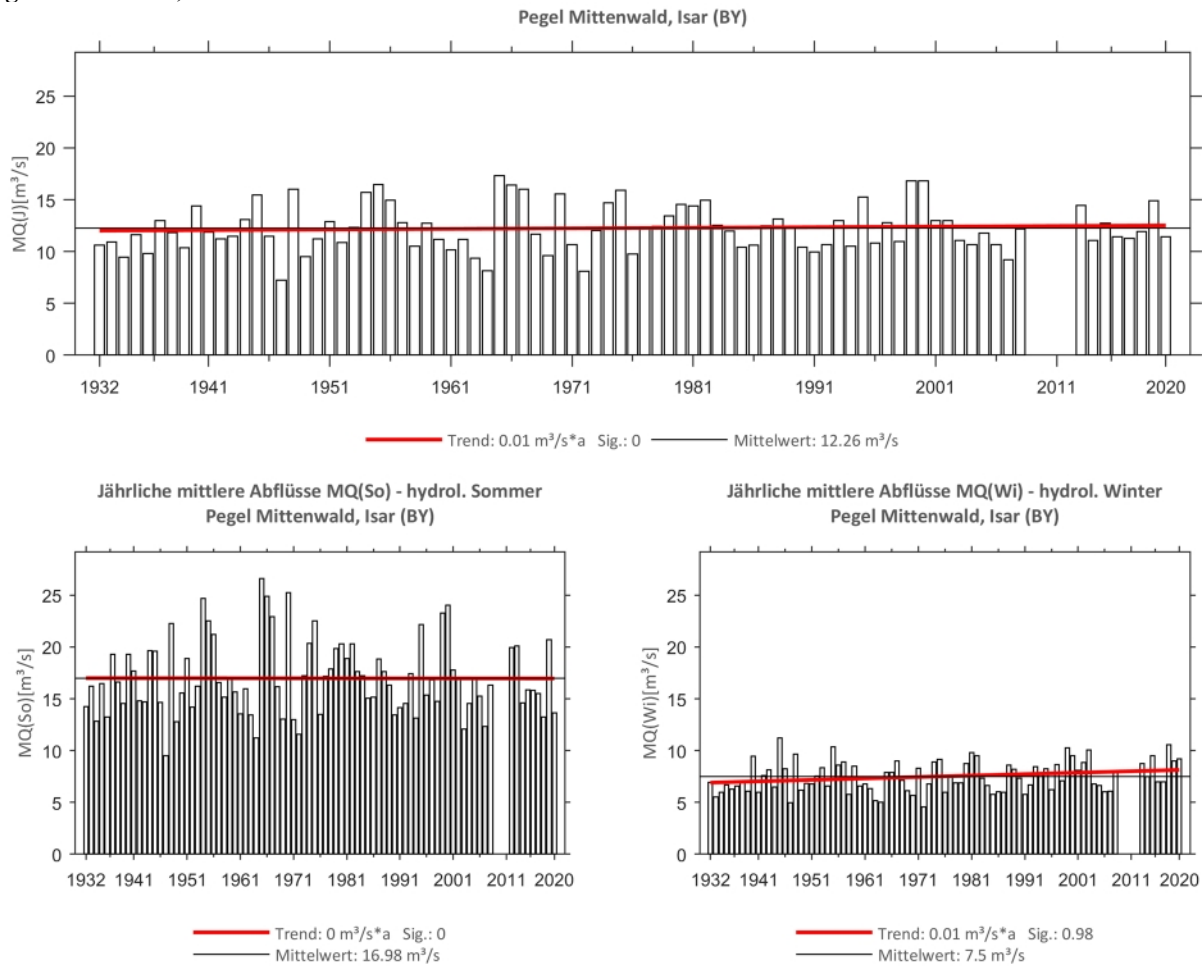 Pegel Mittenwald, Isar (BY)
MQ(J)[m³/s]
25
20
15
10
5
0
1932 1941 1951 1961 1971 1981 1991 2001 2011 2020
Trend: 0.01 m³/s*a Sig.: 0 Mittelwert: 12.26 m³/s
Jährliche mittlere Abflüsse MQ(So) - hydrol. Sommer
Pegel Mittenwald, Isar (BY)
MQ(So)[m³/s]
25
20
15
10
5
0
1932 1941 1951 1961 1971 1981 1991 2001 2011 2020
Trend: 0 m³/s*a Sig.: 0
Mittelwert: 16.98 m³/s
Jährliche mittlere Abflüsse MQ(Wi) - hydrol. Winter
Pegel Mittenwald, Isar (BY)
MQ(Wi)[m³/s]
25
20
15
10
5
0
1932 1941 1951 1961 1971 1981 1991 2001 2011 2020
Trend: 0.01 m³/s*a Sig.: 0.98
Mittelwert: 7.5 m³/s